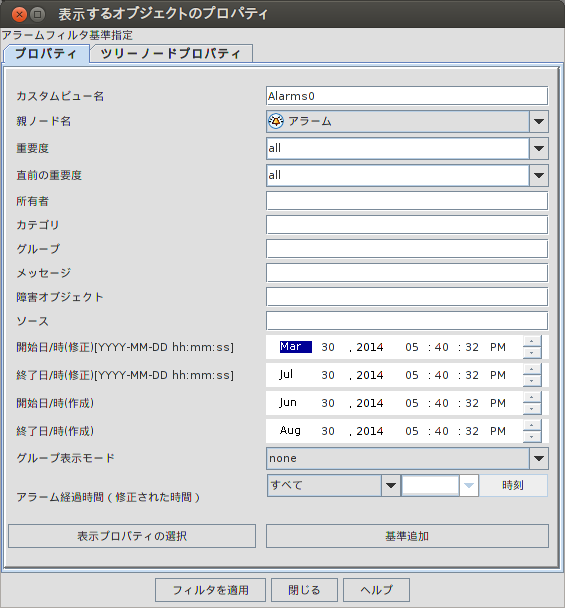 表示するオブジェクトのプロパティ
アラームフィルタ基準指定
プロパティ ツリーノードプロパティ
カスタムビュー名 Alarms0
親ノード名 アラーム
重要度 all
直前の重要度 all
所有者
カテゴリ
グループ
メッセージ
障害オブジェクト
ソース
開始日/時(修正)[YYYY-MM-DD hh:mm:ss] Mar 30 , 2014 05 : 40 : 32 PM
終了日/時(修正)[YYYY-MM-DD hh:mm:ss] Jul 30 , 2014 05 : 40 : 32 PM
開始日/時(作成) Jun 30 , 2014 05 : 40 : 32 PM
終了日/時(作成) Aug 30 , 2014 05 : 40 : 32 PM
グループ表示モード none
アラーム経過時間 ( 修正された時間 ) すべて 時刻
表示プロパティの選択 基準追加
フィルタを適用 閉じる ヘルプ